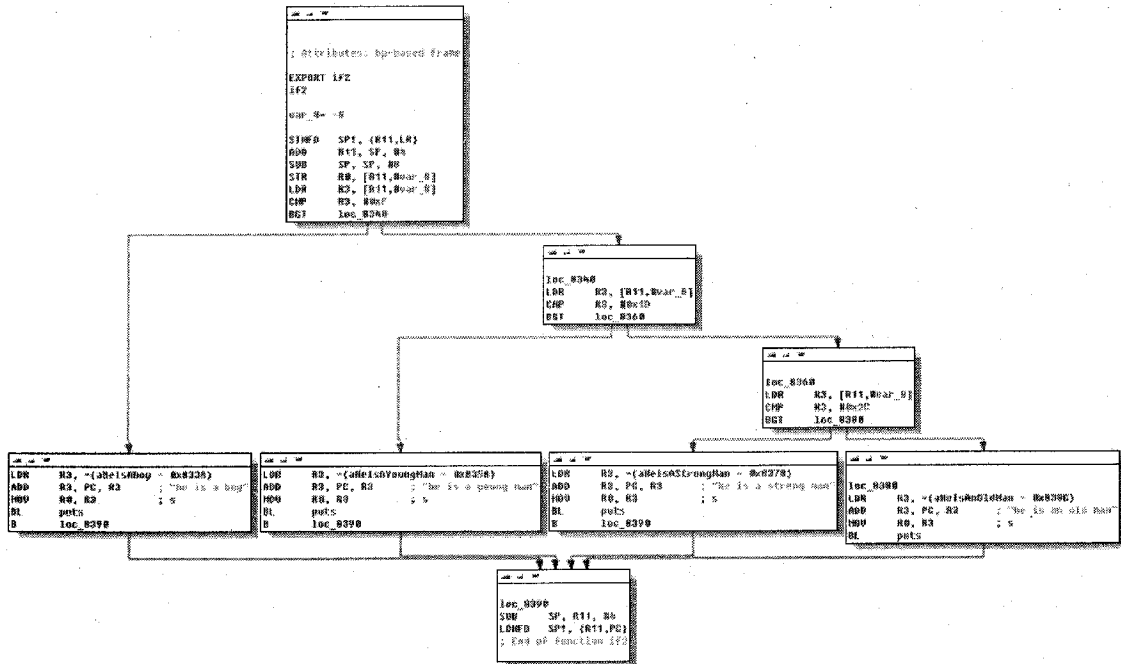 ; Attributes: bp-based frame
EXPORT if2
if2
var_8= -8
STMFD SP!, {R11,LR}
ADD R11, SP, #4
SUB SP, SP, #8
STR R0, [R11,#var_8]
LDR R3, [R11,#var_8]
CMP R3, #0xF
BGT loc_8340
loc_8340
LDR R3, [R11,#var_8]
CMP R3, #0x1D
BGT loc_8360
loc_8360
LDR R3, [R11,#var_8]
CMP R3,
BGT loc_8380
LDR R3, =(aHeIsABoy - 0x8338)
ADD R3, PC, R3 ; "he is a boy"
MOV R0, R3 ; s
BL puts
B loc_8390
LDR R3, =(aHeIsAYoungMan - 0x8358)
ADD R3, PC, R3 ; "he is a young man"
MOV R0, R3 ; s
BL puts
B loc_8390
LDR R3, =(aHeIsAStrongMan - 0x8378)
ADD R3, PC, R3 ; "he is a strong man"
MOV R0, R3 ; s
BL puts
B loc_8390
loc_8380
LDR R3, =(aHeIsAnOldMan -
ADD R3, PC, R3 ; "he is an old man"
MOV R0, R3 ; s
BL puts
loc_8390
SUB SP, R11, #4
LDMFD SP!, {R11,PC}
; End of function if2